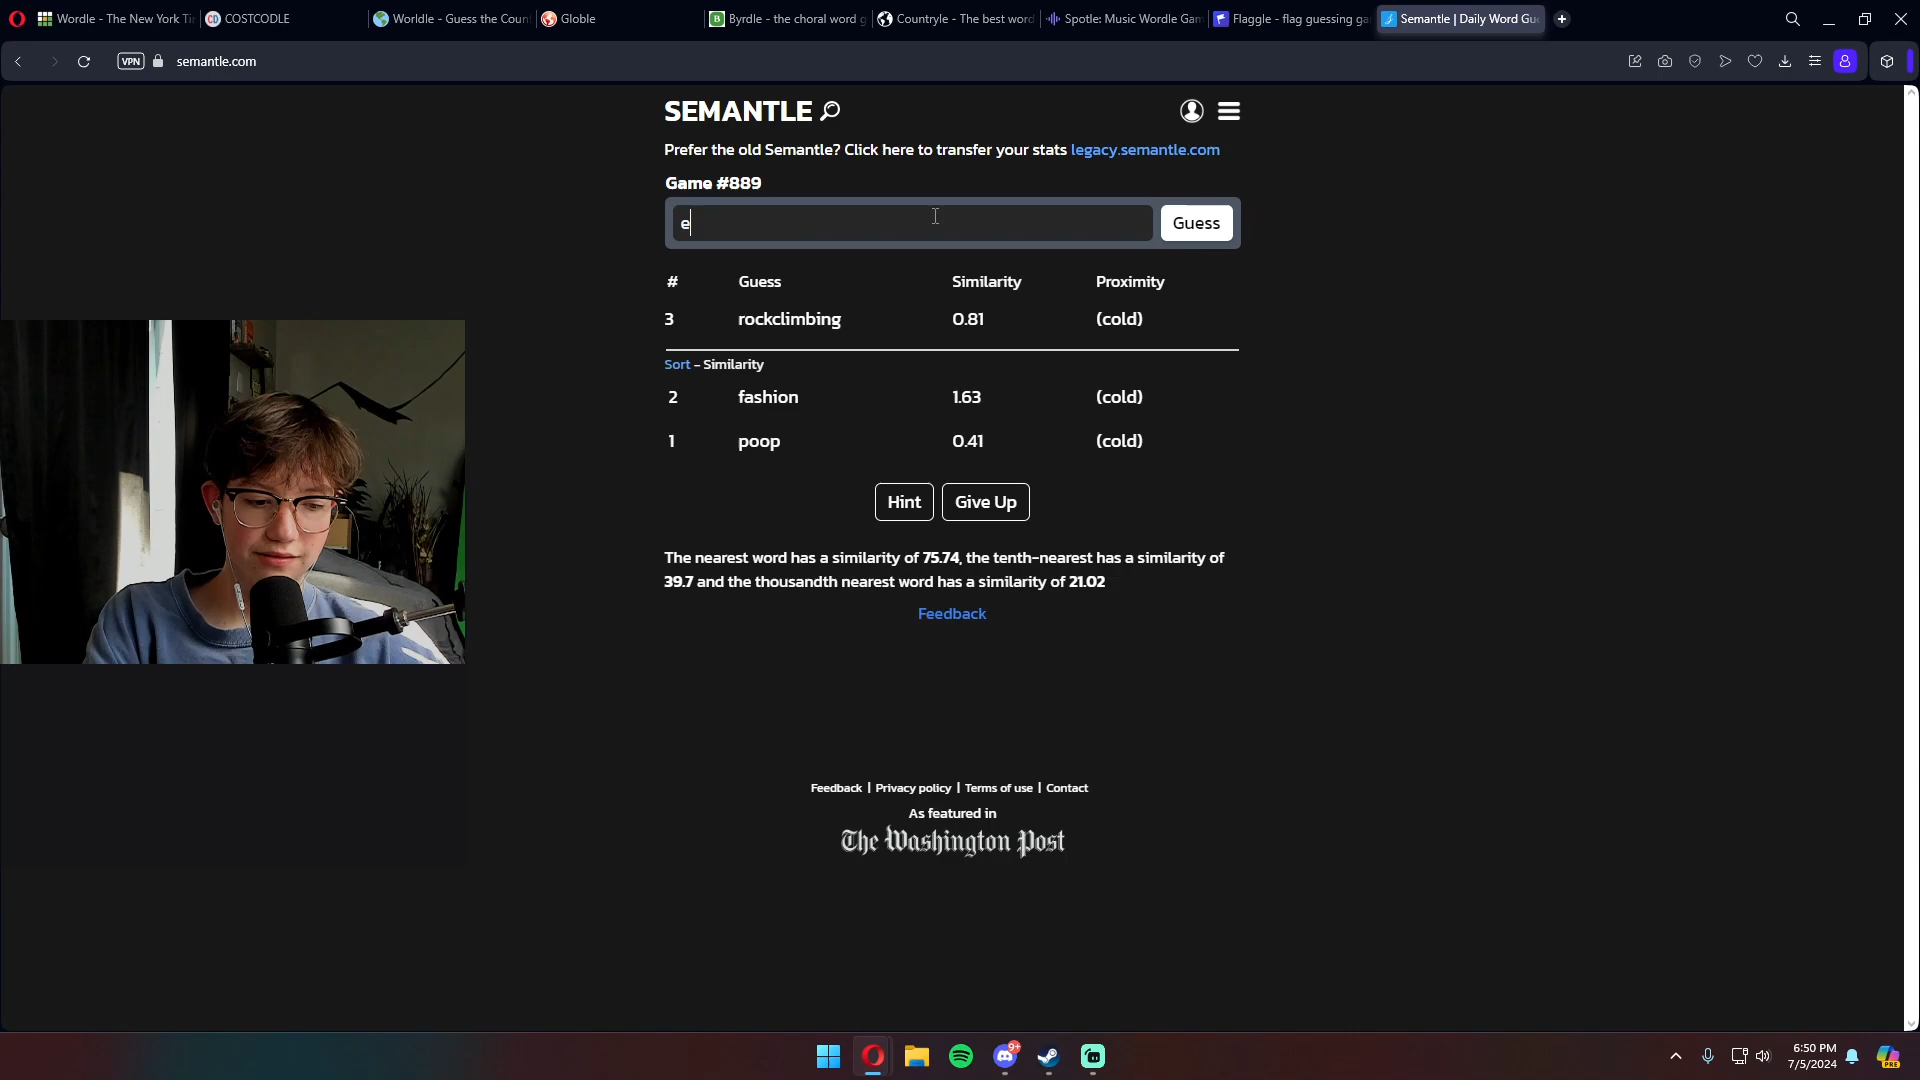 Wordle - The New York Ti
COSTCODLE
Worldle - Guess the Coun
Globle
Byrdle - the choral word g
Countryle - The best word
Spotle: Music Wordle Gam
Flaggle - flag guessing ga
Semantle | Daily Word Gu
VPN
semantle.com
SEMANTLE
Prefer the old Semantle? Click here to transfer your stats legacy.semantle.com
Game #889
e
Guess
# Guess Similarity Proximity
3 rockclimbing 0.81 (cold)
Sort - Similarity
2 fashion 1.63 (cold)
1 poop 0.41 (cold)
Hint Give Up
The nearest word has a similarity of 75.74, the tenth-nearest has a similarity of
39.7 and the thousandth nearest word has a similarity of 21.02
Feedback
Feedback | Privacy policy | Terms of use | Contact
As featured in
The Washington Post
9+
6:50 PM
7/5/2024
PRE